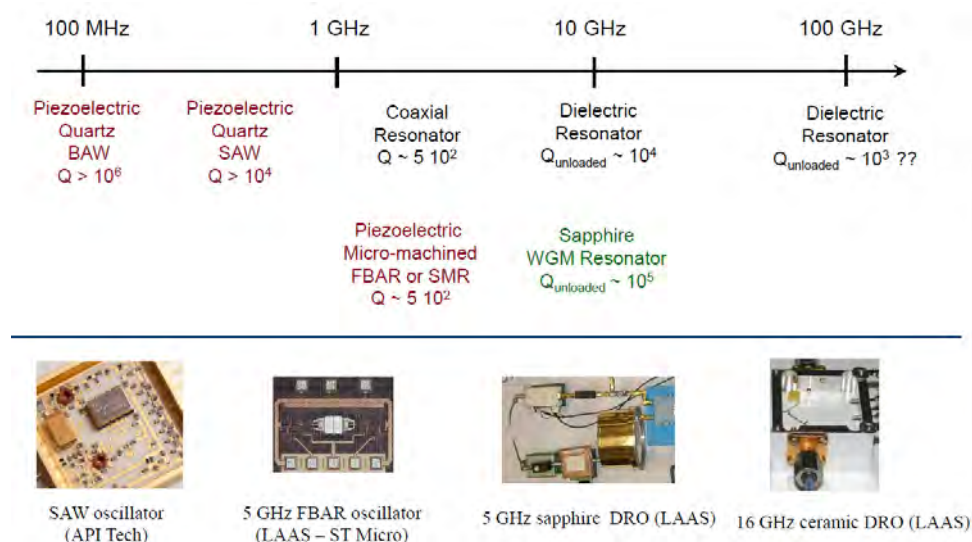 100 MHz
1 GHz
10 GHz
100 GHz
Piezoelectric
Quartz
BAW
Q > 10⁶
Piezoelectric
Quartz
SAW
Q > 10⁴
Coaxial
Resonator
Q ~ 5 10²
Dielectric
Resonator
Qunloaded ~ 10⁴
Dielectric
Resonator
Qunloaded ~ 10³ ??
Piezoelectric
Micro-machined
FBAR or SMR
Q ~ 5 10²
Sapphire
WGM Resonator
Qunloaded ~ 10⁵
SAW oscillator
(API Tech)
5 GHz FBAR oscillator
(LAAS – ST Micro)
5 GHz sapphire DRO (LAAS)
16 GHz ceramic DRO (LAAS)